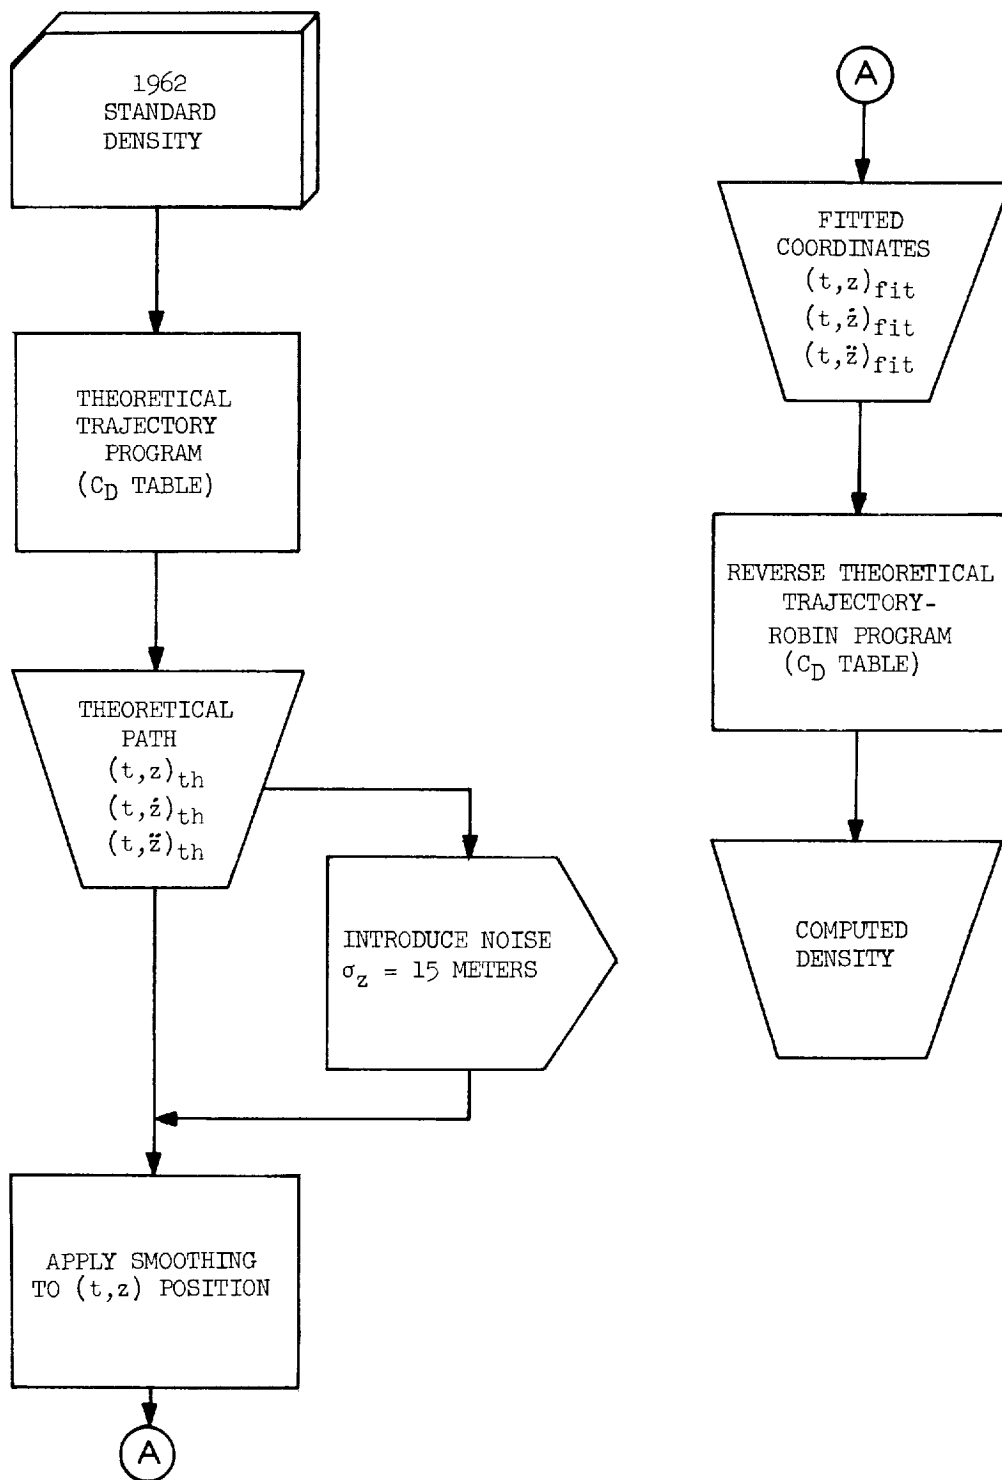 1962
STANDARD
DENSITY
THEORETICAL
TRAJECTORY
PROGRAM
(C_D TABLE)
THEORETICAL
PATH
(t,z)_th
(t,ż)_th
(t,z̈)_th
INTRODUCE NOISE
σ_z = 15 METERS
APPLY SMOOTHING
TO (t,z) POSITION
A
A
FITTED
COORDINATES
(t,z)_fit
(t,ż)_fit
(t,z̈)_fit
REVERSE THEORETICAL
TRAJECTORY-
ROBIN PROGRAM
(C_D TABLE)
COMPUTED
DENSITY